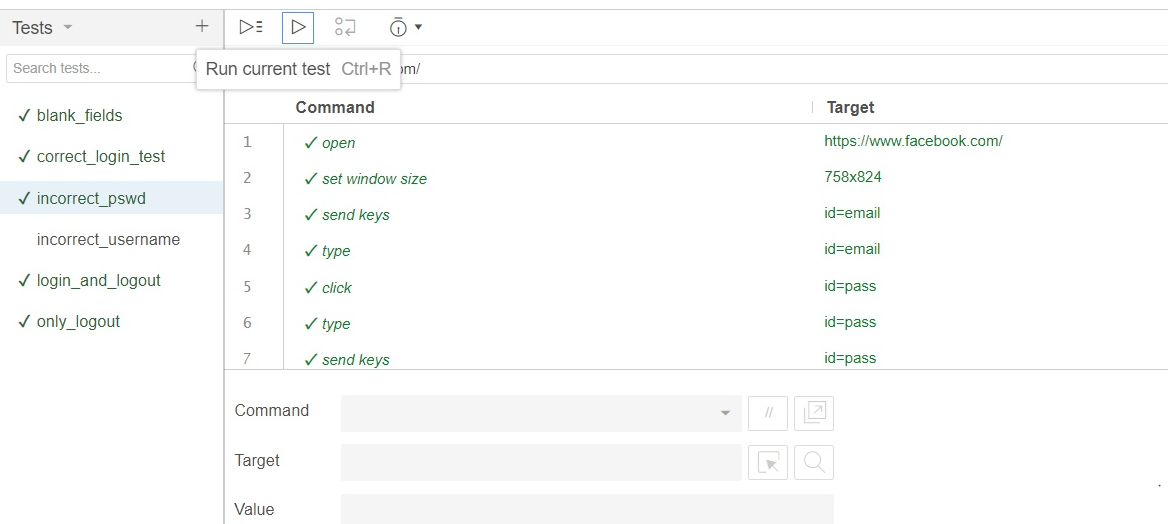 Tests +
Search tests...
Run current test Ctrl+R
om/
✓ blank_fields
✓ correct_login_test
✓ incorrect_pswd
incorrect_username
✓ login_and_logout
✓ only_logout
Command Target
1 ✓ open https://www.facebook.com/
2 ✓ set window size 758x824
3 ✓ send keys id=email
4 ✓ type id=email
5 ✓ click id=pass
6 ✓ type id=pass
7 ✓ send keys id=pass
Command //
Target
Value